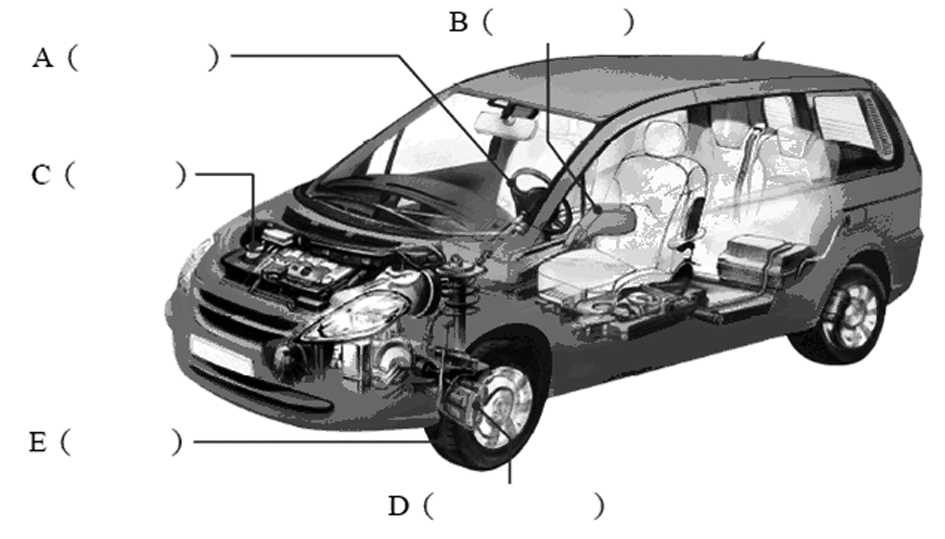 B (          )
A (          )
C (          )
E (          )
D (          )